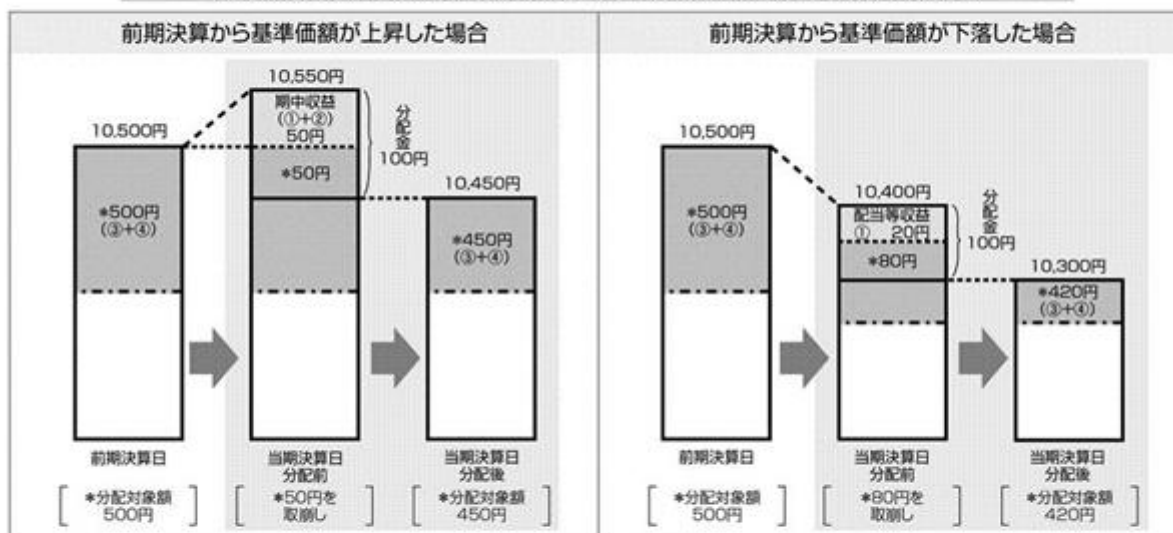 前期決算から基準価額が上昇した場合
10,500円
*500円
(③+④)
前期決算日
*分配対象額
500円
10,550円
期中収益
(①+②)
50円
*50円
分配金
100円
当期決算日
分配前
*50円を
取崩し
10,450円
*450円
(③+④)
当期決算日
分配後
*分配対象額
450円
前期決算から基準価額が下落した場合
10,500円
*500円
(③+④)
前期決算日
*分配対象額
500円
10,400円
配当等収益
① 20円
*80円
分配金
100円
当期決算日
分配前
*80円を
取崩し
10,300円
*420円
(③+④)
当期決算日
分配後
*分配対象額
420円